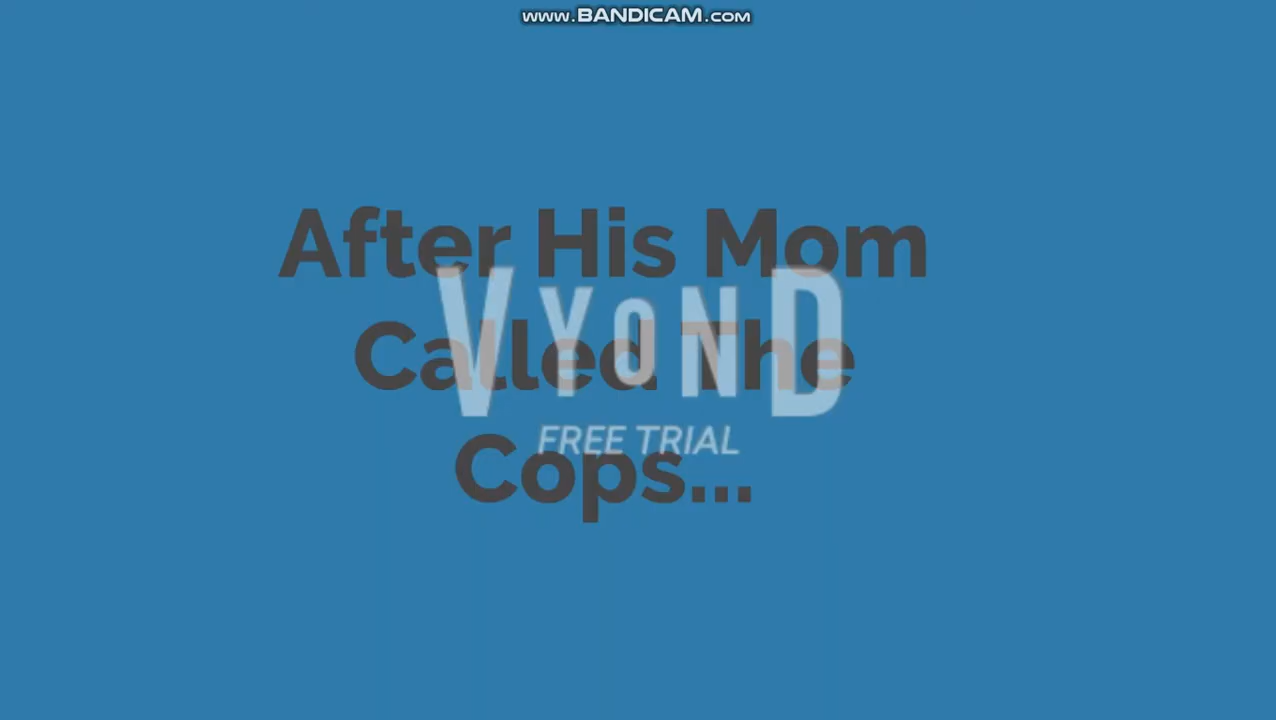 www.BANDICAM.com
After His Mom
Called The
Cops...
VYOND
FREE TRIAL